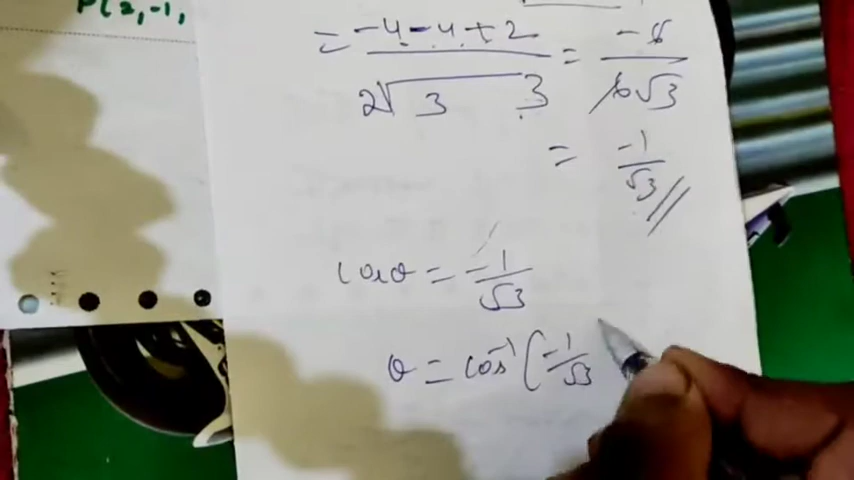 P(2,-1,
= -4-4+2 / 2√3 3 = -6 / 6√3
= -1/√3 //
cosθ = -1/√3
θ = cos⁻¹(-1/√3